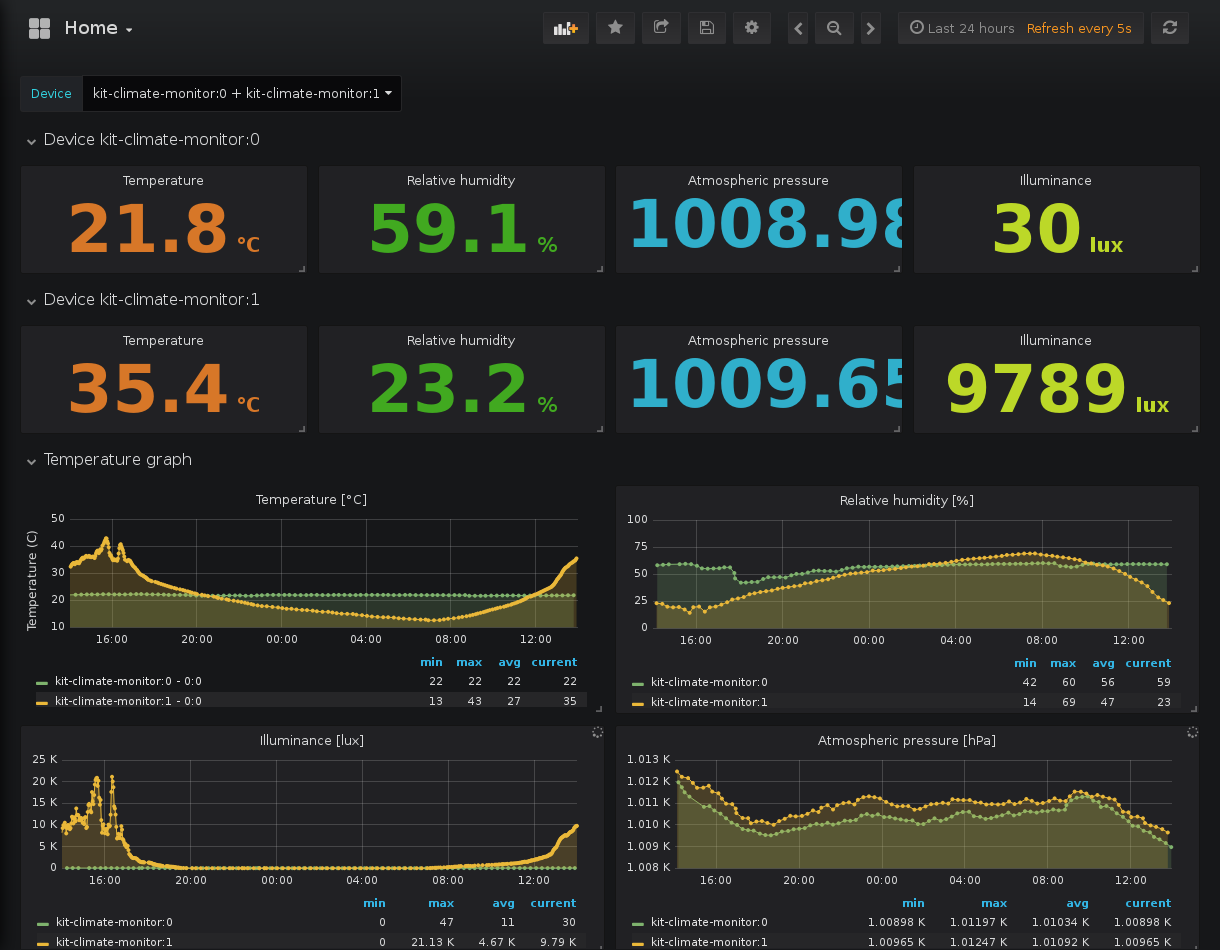 Home
Last 24 hours Refresh every 5s
Device kit-climate-monitor:0 + kit-climate-monitor:1
Device kit-climate-monitor:0
Temperature Relative humidity Atmospheric pressure Illuminance
21.8 °C 59.1 % 1008.98 30 lux
Device kit-climate-monitor:1
Temperature Relative humidity Atmospheric pressure Illuminance
35.4 °C 23.2 % 1009.65 9789 lux
Temperature graph
Temperature [°C]
Temperature (C)
50
40
30
20
10
16:00 20:00 00:00 04:00 08:00 12:00
min max avg current
kit-climate-monitor:0 - 0:0 22 22 22 22
kit-climate-monitor:1 - 0:0 13 43 27 35
Relative humidity [%]
100
75
50
25
0
16:00 20:00 00:00 04:00 08:00 12:00
min max avg current
kit-climate-monitor:0 42 60 56 59
kit-climate-monitor:1 14 69 47 23
Illuminance [lux]
25 K
20 K
15 K
10 K
5 K
0
16:00 20:00 00:00 04:00 08:00 12:00
min max avg current
kit-climate-monitor:0 0 47 11 30
kit-climate-monitor:1 0 21.13 K 4.67 K 9.79 K
Atmospheric pressure [hPa]
1.013 K
1.012 K
1.011 K
1.010 K
1.009 K
1.008 K
16:00 20:00 00:00 04:00 08:00 12:00
min max avg current
kit-climate-monitor:0 1.00898 K 1.01197 K 1.01034 K 1.00898 K
kit-climate-monitor:1 1.00965 K 1.01247 K 1.01092 K 1.00965 K